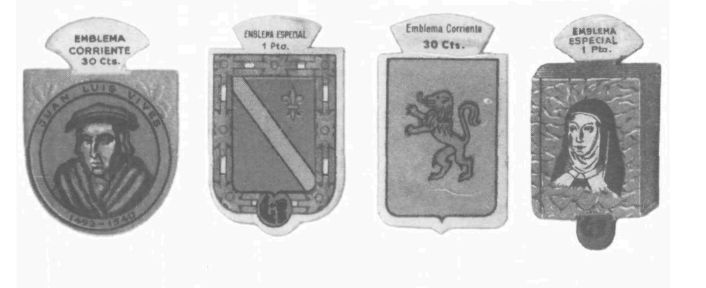 EMBLEMA
CORRIENTE
30 Cts.
JUAN LUIS VIVES
1492-1540
EMBLEMA ESPECIAL
1 Pta.
Emblema Corriente
30 Cts.
EMBLEMA
ESPECIAL
1 Pta.